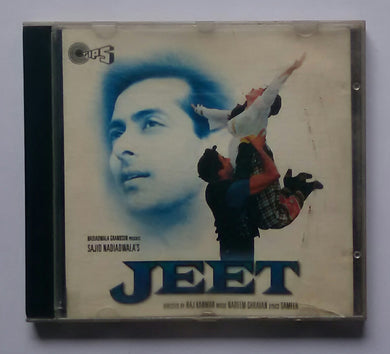 TIPS
NADIADWALA GRANDSON PRESENTS
SAJID NADIADWALA'S
JEET
DIRECTED BY RAJ KANWAR MUSIC NADEEM SHRAVAN LYRICS SAMEER